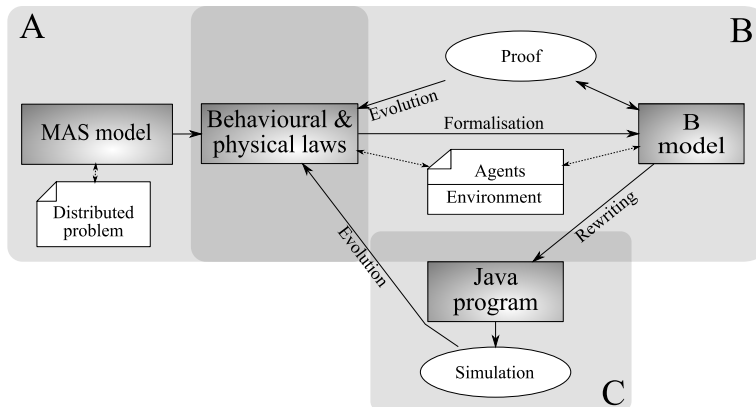 A
B
Proof
Evolution
MAS model
Behavioural &
physical laws
Formalisation
B
model
Agents
Environment
Distributed
problem
Evolution
Rewriting
Java
program
Simulation
C